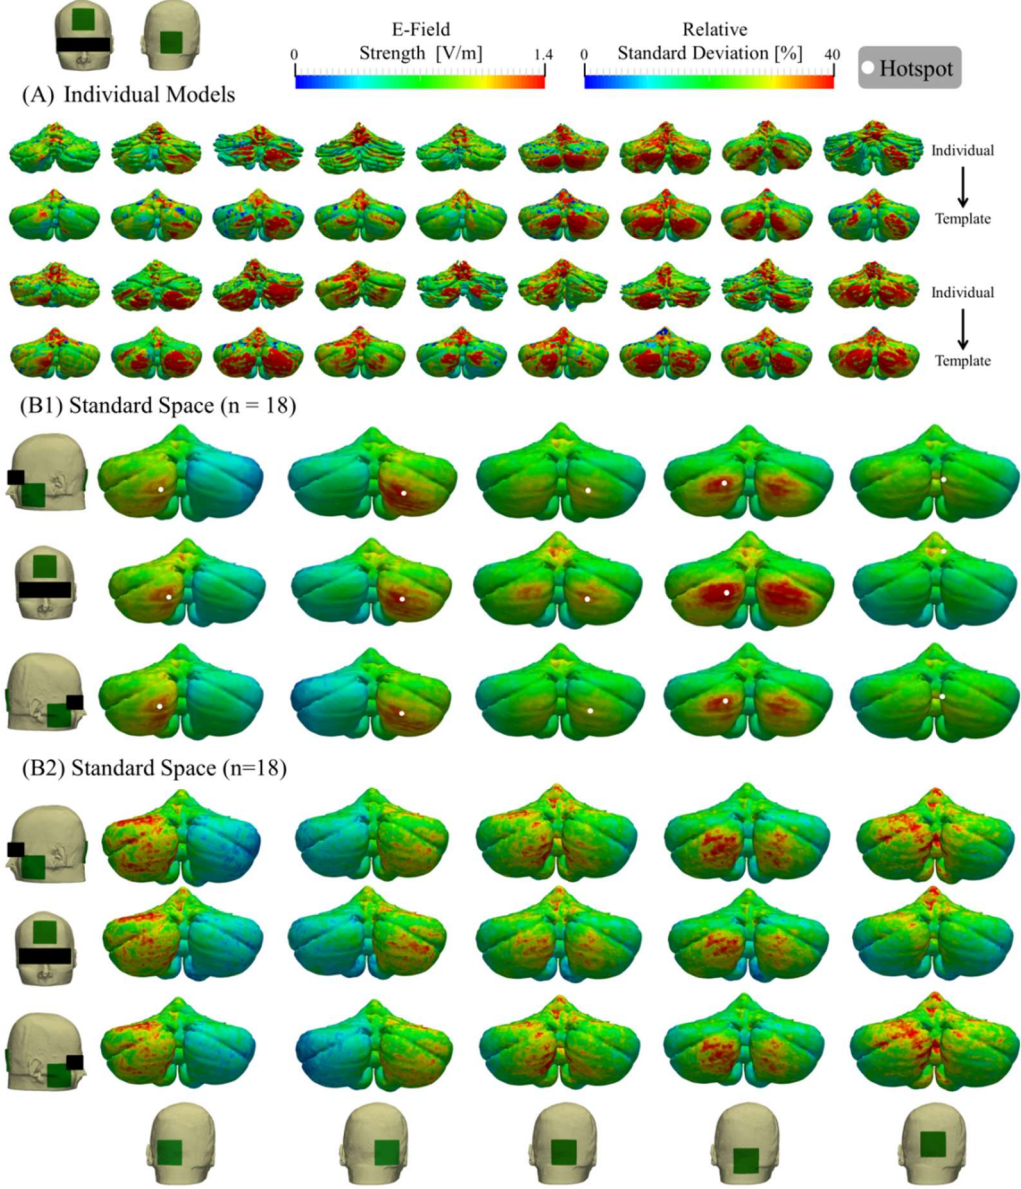 E-Field
Strength [V/m]
0
1.4
Relative
Standard Deviation [%]
0
40
Hotspot
(A) Individual Models
Individual
Template
Individual
Template
(B1) Standard Space (n = 18)
(B2) Standard Space (n=18)